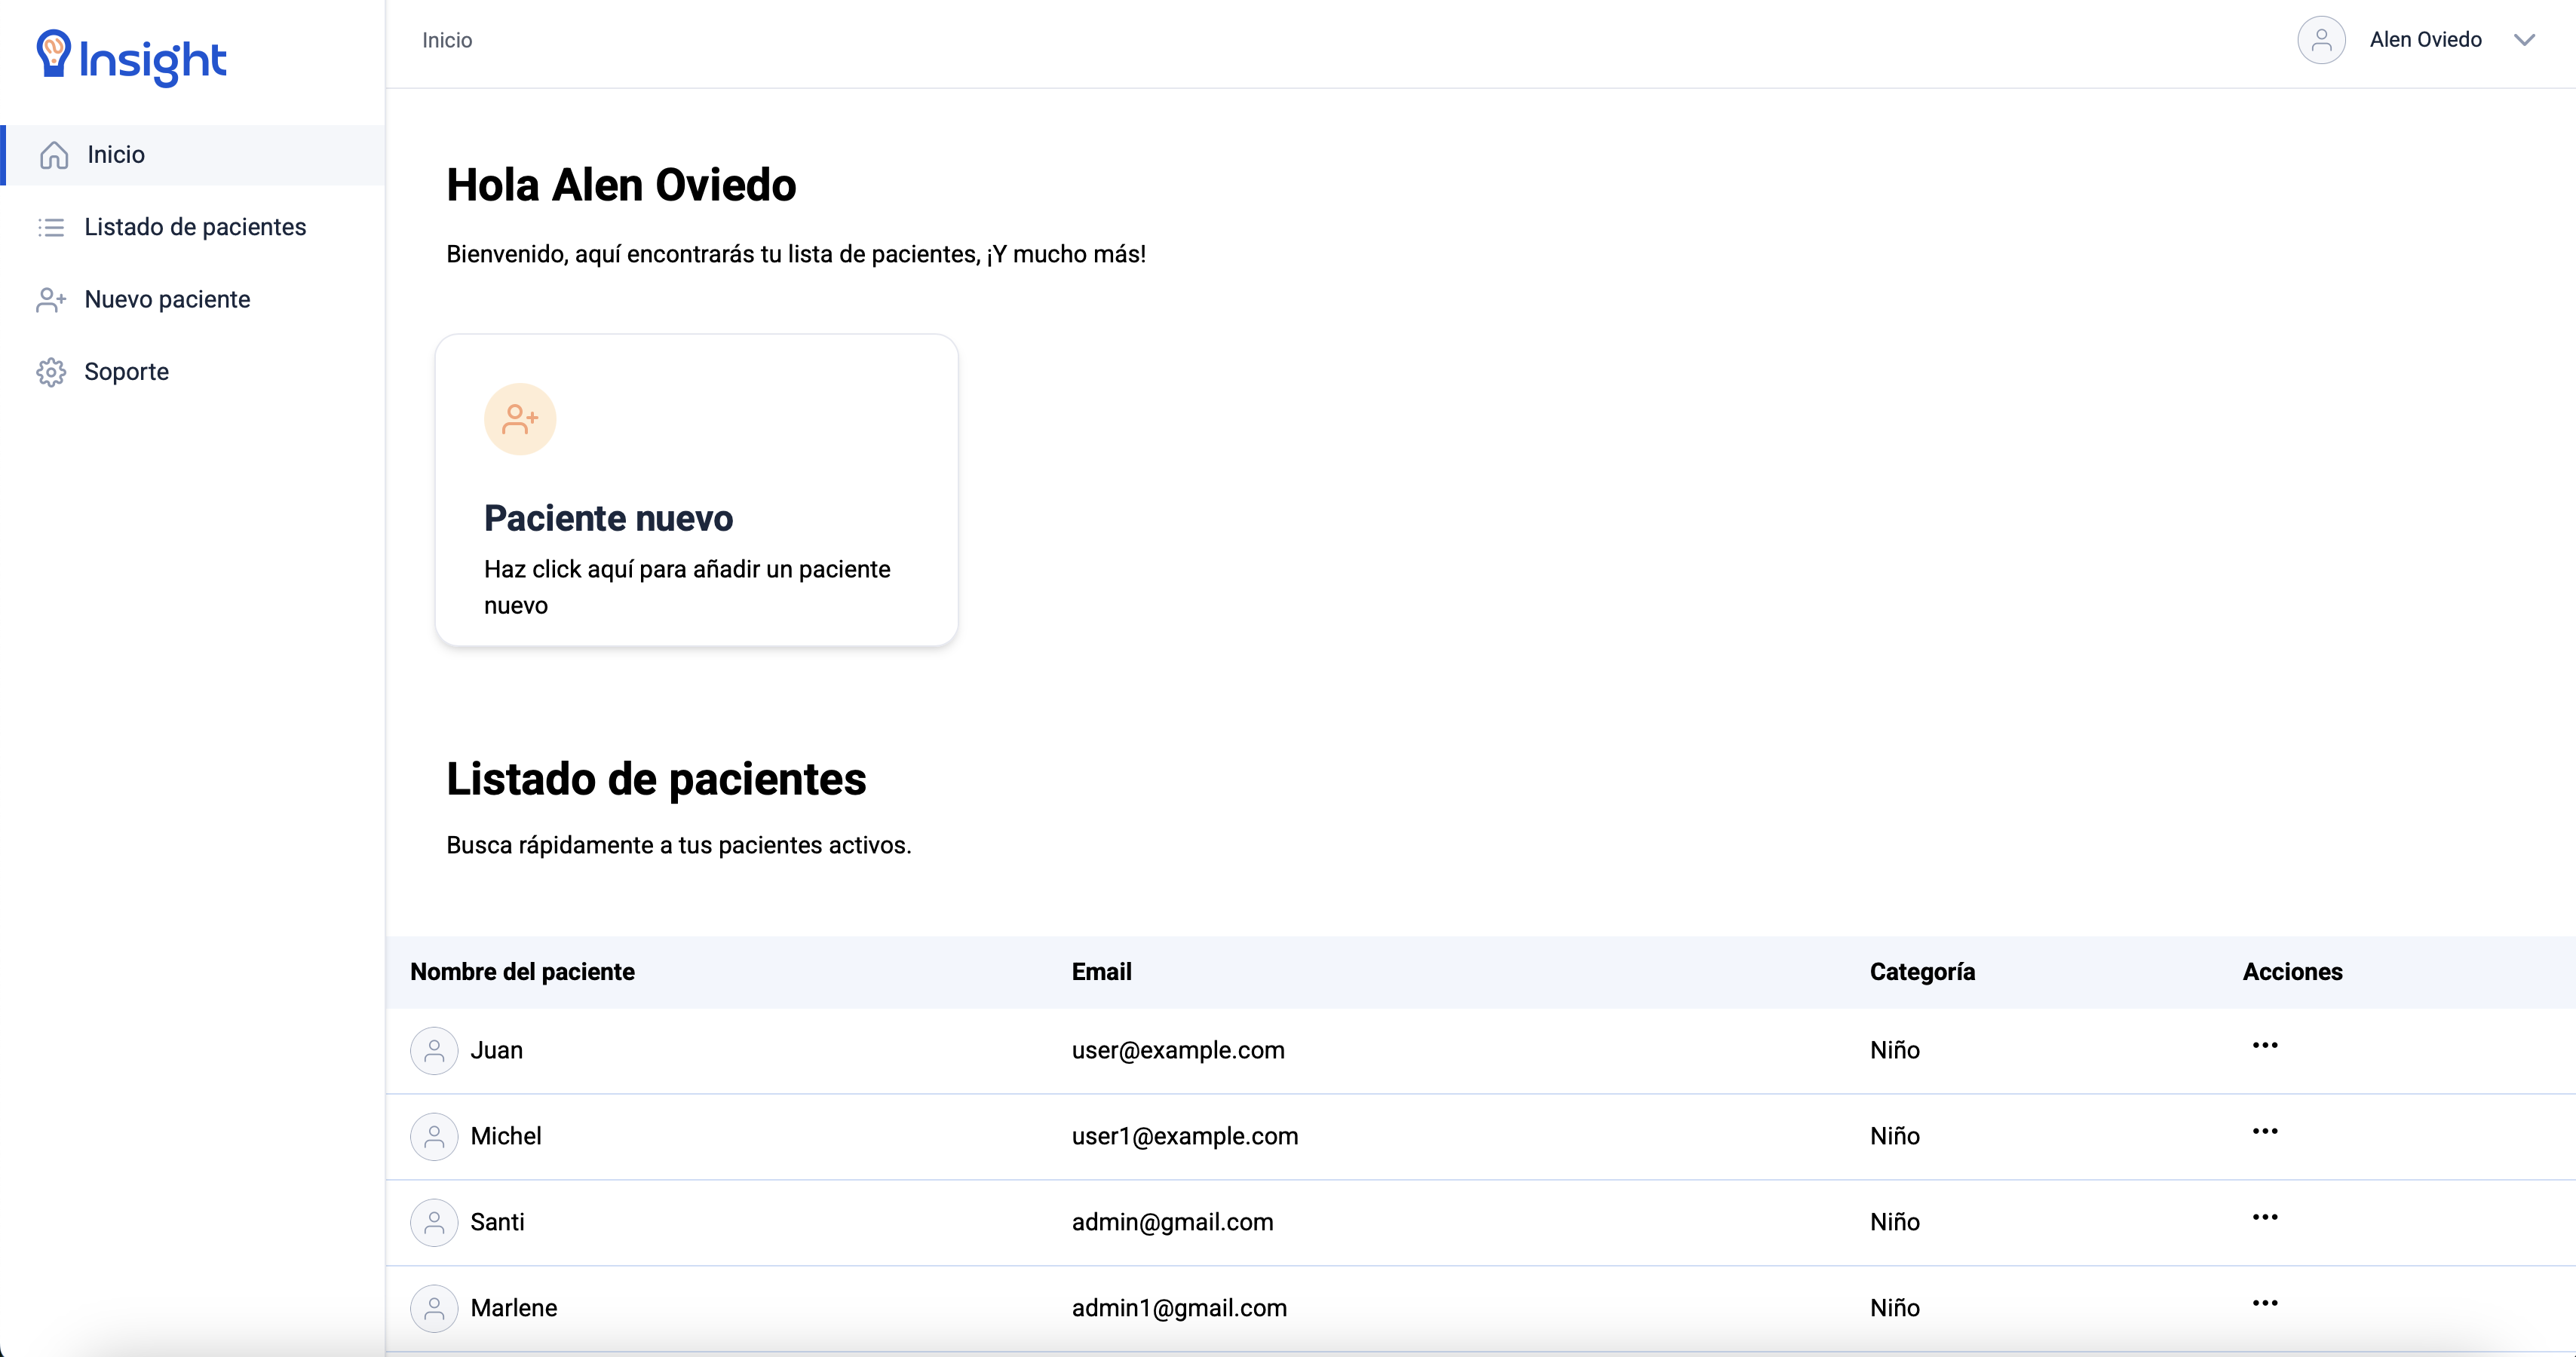 Insight
Inicio
Listado de pacientes
Nuevo paciente
Soporte
Inicio
Alen Oviedo
Hola Alen Oviedo
Bienvenido, aquí encontrarás tu lista de pacientes, ¡Y mucho más!
Paciente nuevo
Haz click aquí para añadir un paciente
nuevo
Listado de pacientes
Busca rápidamente a tus pacientes activos.
Nombre del paciente Email Categoría Acciones
Juan user@example.com Niño ...
Michel user1@example.com Niño ...
Santi admin@gmail.com Niño ...
Marlene admin1@gmail.com Niño ...